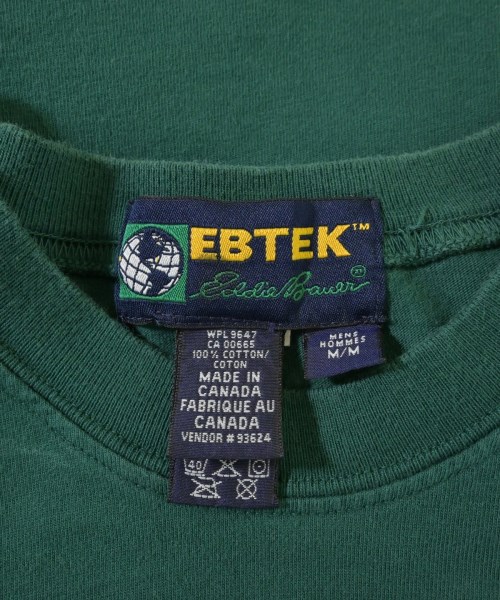 EBTEK™
Eddie Bauer
WPL 9647
CA 00665
100% COTTON/
COTON
MADE IN
CANADA
FABRIQUE AU
CANADA
VENDOR # 93624
40
MENS
HOMMES
M/M